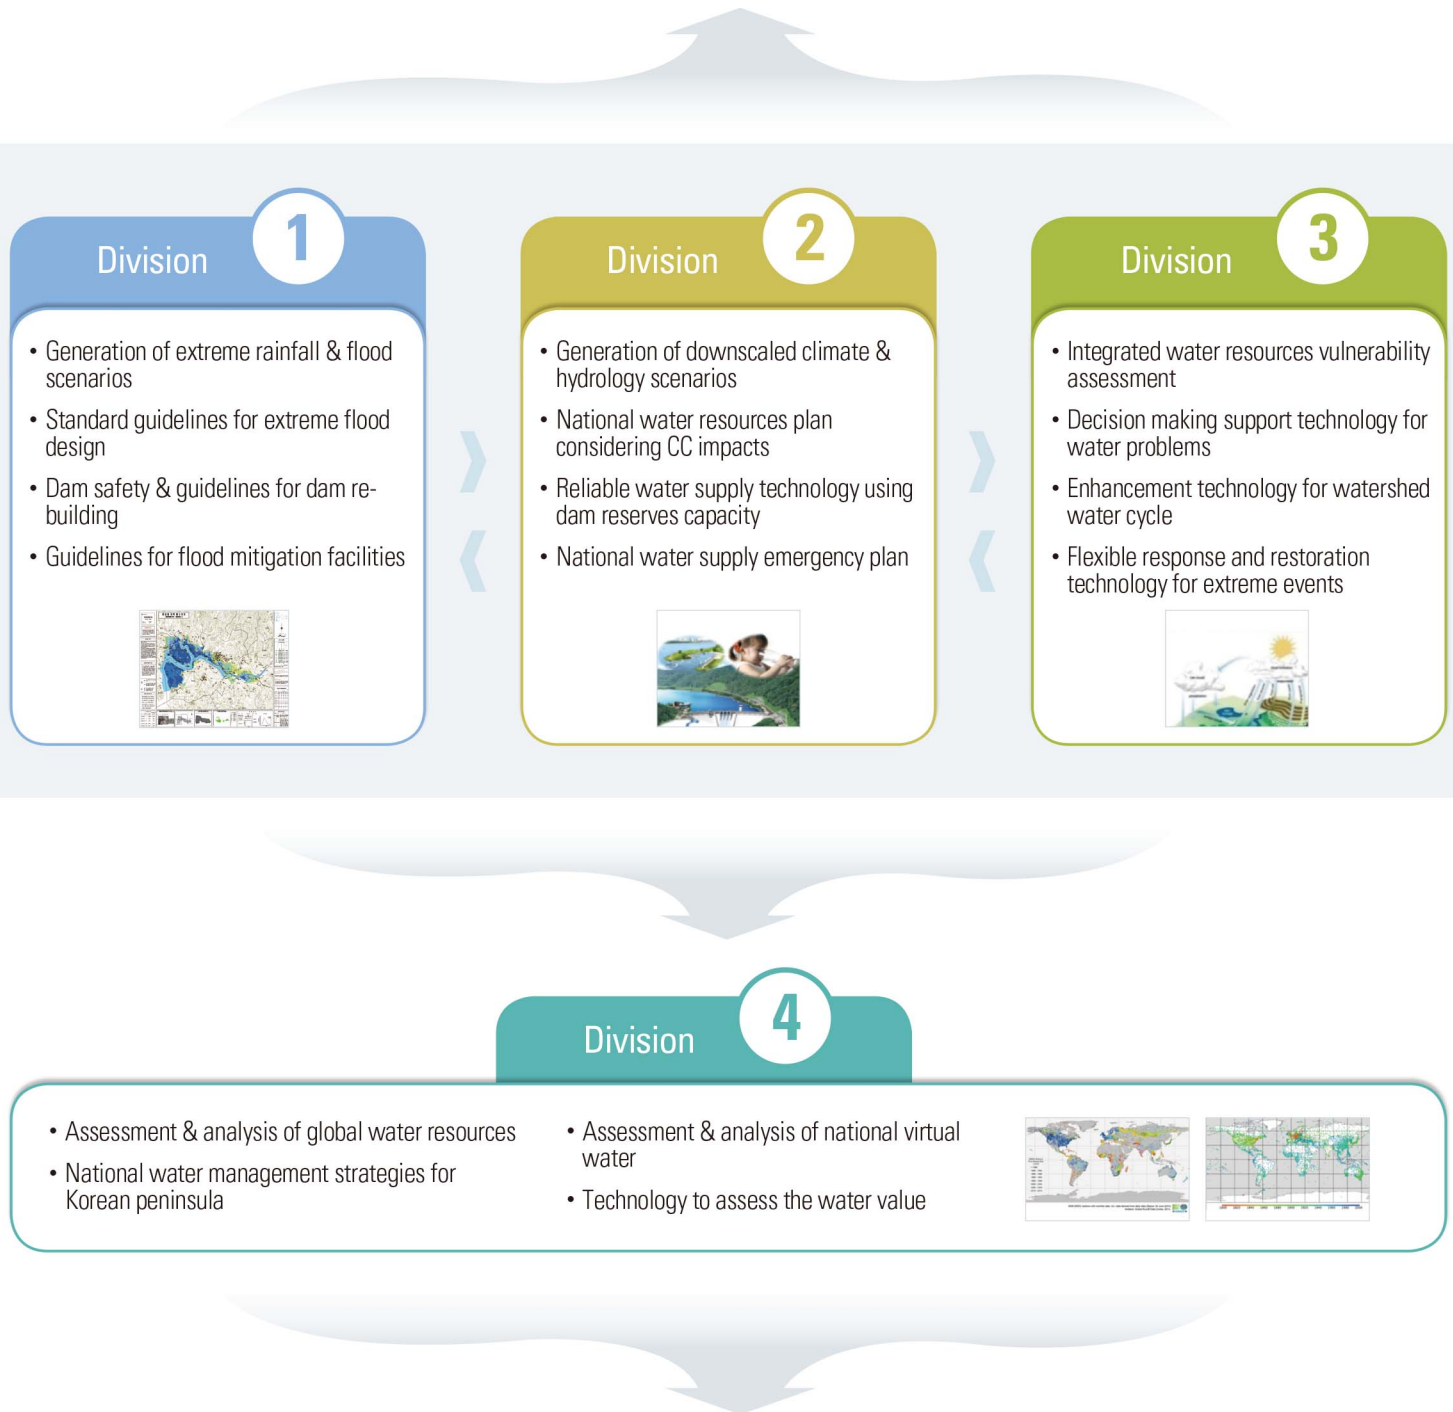 Division 1
• Generation of extreme rainfall & flood
scenarios
• Standard guidelines for extreme flood
design
• Dam safety & guidelines for dam re-
building
• Guidelines for flood mitigation facilities
Division 2
• Generation of downscaled climate &
hydrology scenarios
• National water resources plan
considering CC impacts
• Reliable water supply technology using
dam reserves capacity
• National water supply emergency plan
Division 3
• Integrated water resources vulnerability
assessment
• Decision making support technology for
water problems
• Enhancement technology for watershed
water cycle
• Flexible response and restoration
technology for extreme events
Division 4
• Assessment & analysis of global water resources
• National water management strategies for
Korean peninsula
• Assessment & analysis of national virtual
water
• Technology to assess the water value